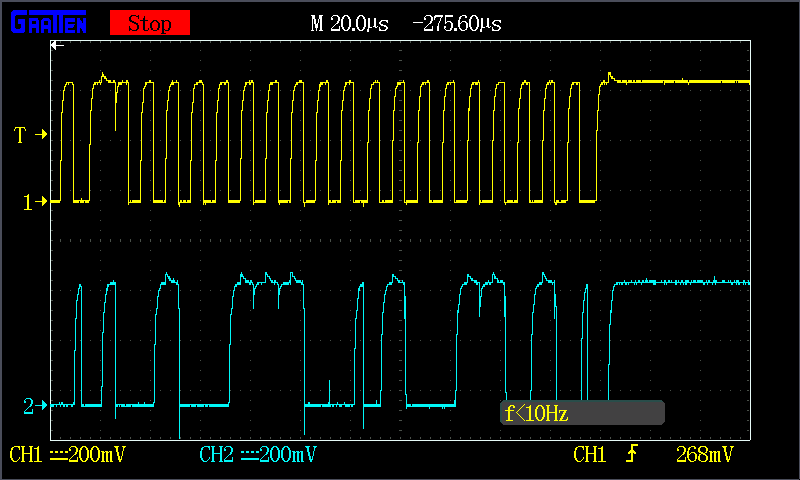 GRATTEN Stop M 20.0μs -275.60μs
T
1
2
f<10Hz
CH1 200mV CH2 200mV CH1 268mV